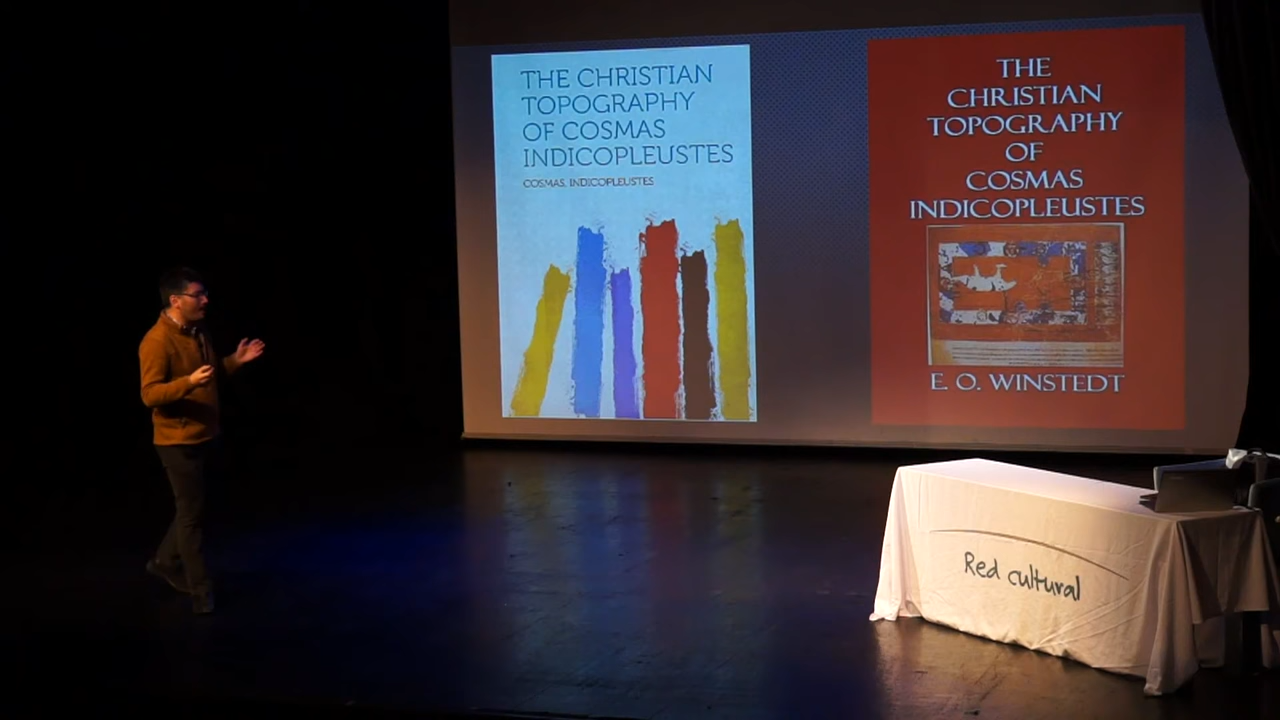 THE CHRISTIAN
TOPOGRAPHY
OF COSMAS
INDICOPLEUSTES
COSMAS, INDICOPLEUSTES
THE
CHRISTIAN
TOPOGRAPHY
OF
COSMAS
INDICOPLEUSTES
E. O. WINSTEDT
Red cultural